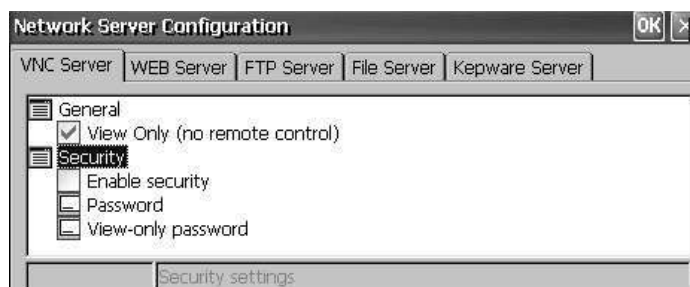 Network Server Configuration OK ×
VNC Server WEB Server FTP Server File Server Kepware Server
General
View Only (no remote control)
Security
Enable security
Password
View-only password
Security settings